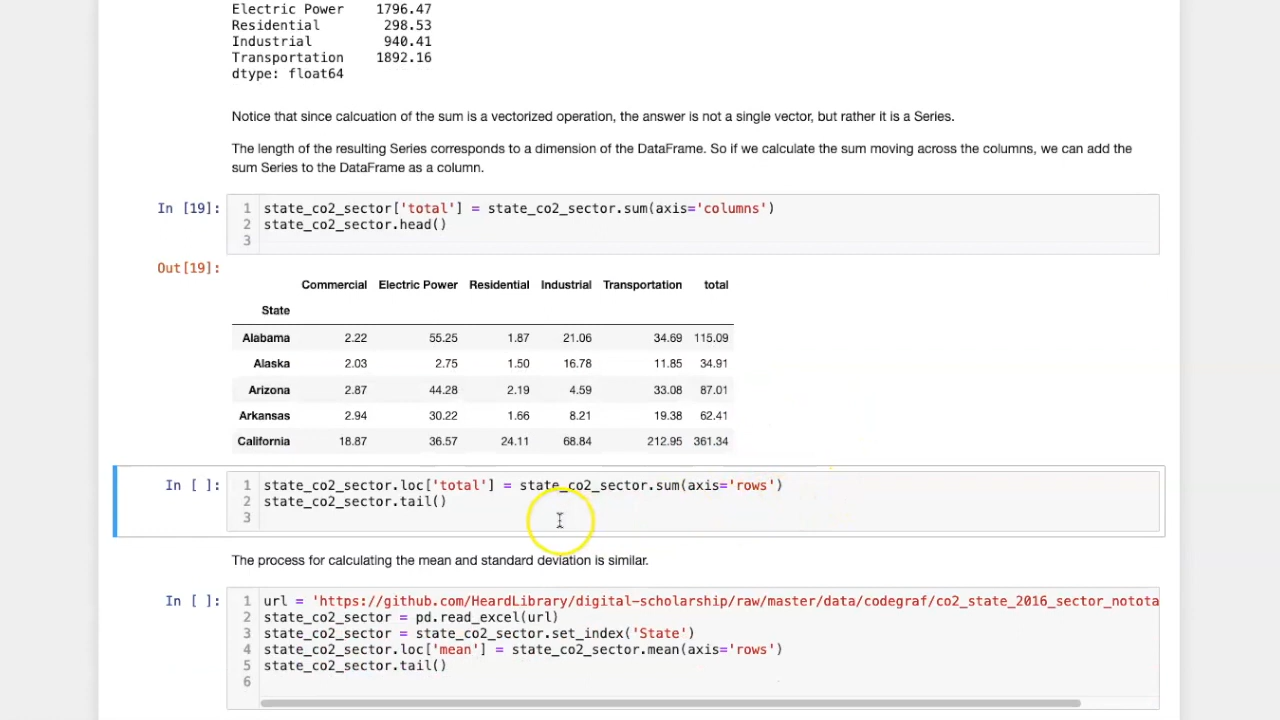 Electric Power 1796.47
Residential 298.53
Industrial 940.41
Transportation 1892.16
dtype: float64
Notice that since calcuation of the sum is a vectorized operation, the answer is not a single vector, but rather it is a Series.
The length of the resulting Series corresponds to a dimension of the DataFrame. So if we calculate the sum moving across the columns, we can add the
sum Series to the DataFrame as a column.
In [19]: 1 state_co2_sector['total'] = state_co2_sector.sum(axis='columns')
2 state_co2_sector.head()
3
Out[19]:
Commercial Electric Power Residential Industrial Transportation total
State
Alabama 2.22 55.25 1.87 21.06 34.69 115.09
Alaska 2.03 2.75 1.50 16.78 11.85 34.91
Arizona 2.87 44.28 2.19 4.59 33.08 87.01
Arkansas 2.94 30.22 1.66 8.21 19.38 62.41
California 18.87 36.57 24.11 68.84 212.95 361.34
In [ ]: 1 state_co2_sector.loc['total'] = state_co2_sector.sum(axis='rows')
2 state_co2_sector.tail()
3
The process for calculating the mean and standard deviation is similar.
In [ ]: 1 url = 'https://github.com/HeardLibrary/digital-scholarship/raw/master/data/codegraf/co2_state_2016_sector_notota
2 state_co2_sector = pd.read_excel(url)
3 state_co2_sector = state_co2_sector.set_index('State')
4 state_co2_sector.loc['mean'] = state_co2_sector.mean(axis='rows')
5 state_co2_sector.tail()
6